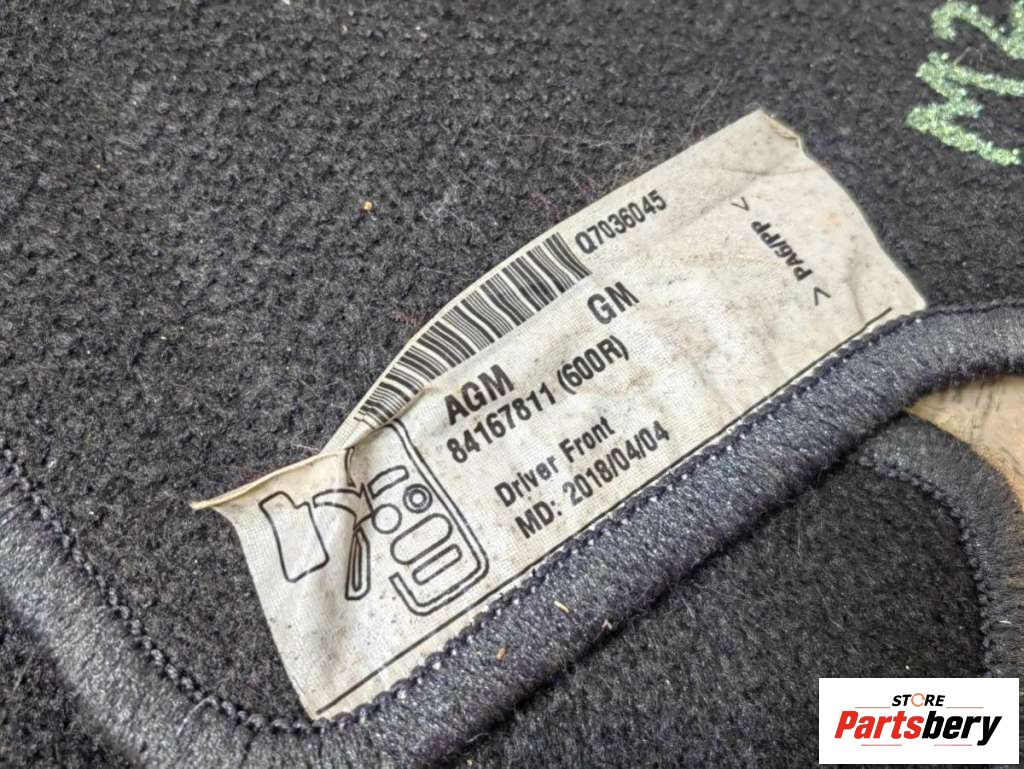 Q7036045
GM
AGM
84167811 (600R)
Driver Front
MD: 2018/04/04
< PA6/PP >
STORE
Partsbery